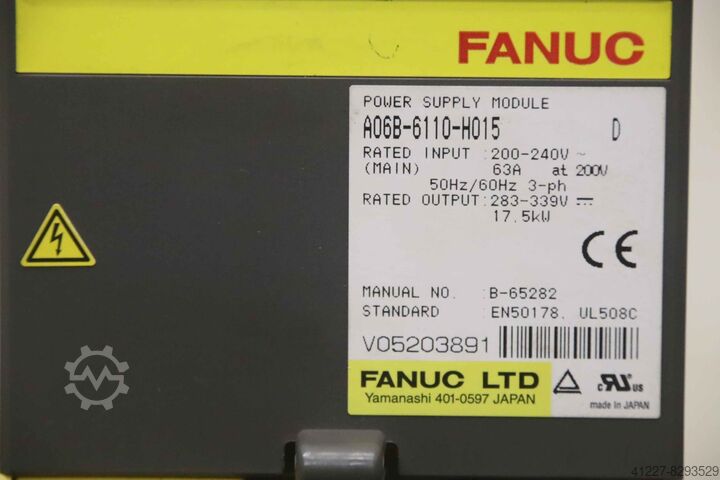 FANUC
POWER SUPPLY MODULE
A06B-6110-H015 D
RATED INPUT :200-240V ~
(MAIN) 63A at 200V
50Hz/60Hz 3-ph
RATED OUTPUT:283-339V ⎓
17.5kW
CE
MANUAL NO. :B-65282
STANDARD :EN50178. UL508C
V05203891
FANUC LTD
Yamanashi 401-0597 JAPAN
c RU US
made in JAPAN
41227-8293529